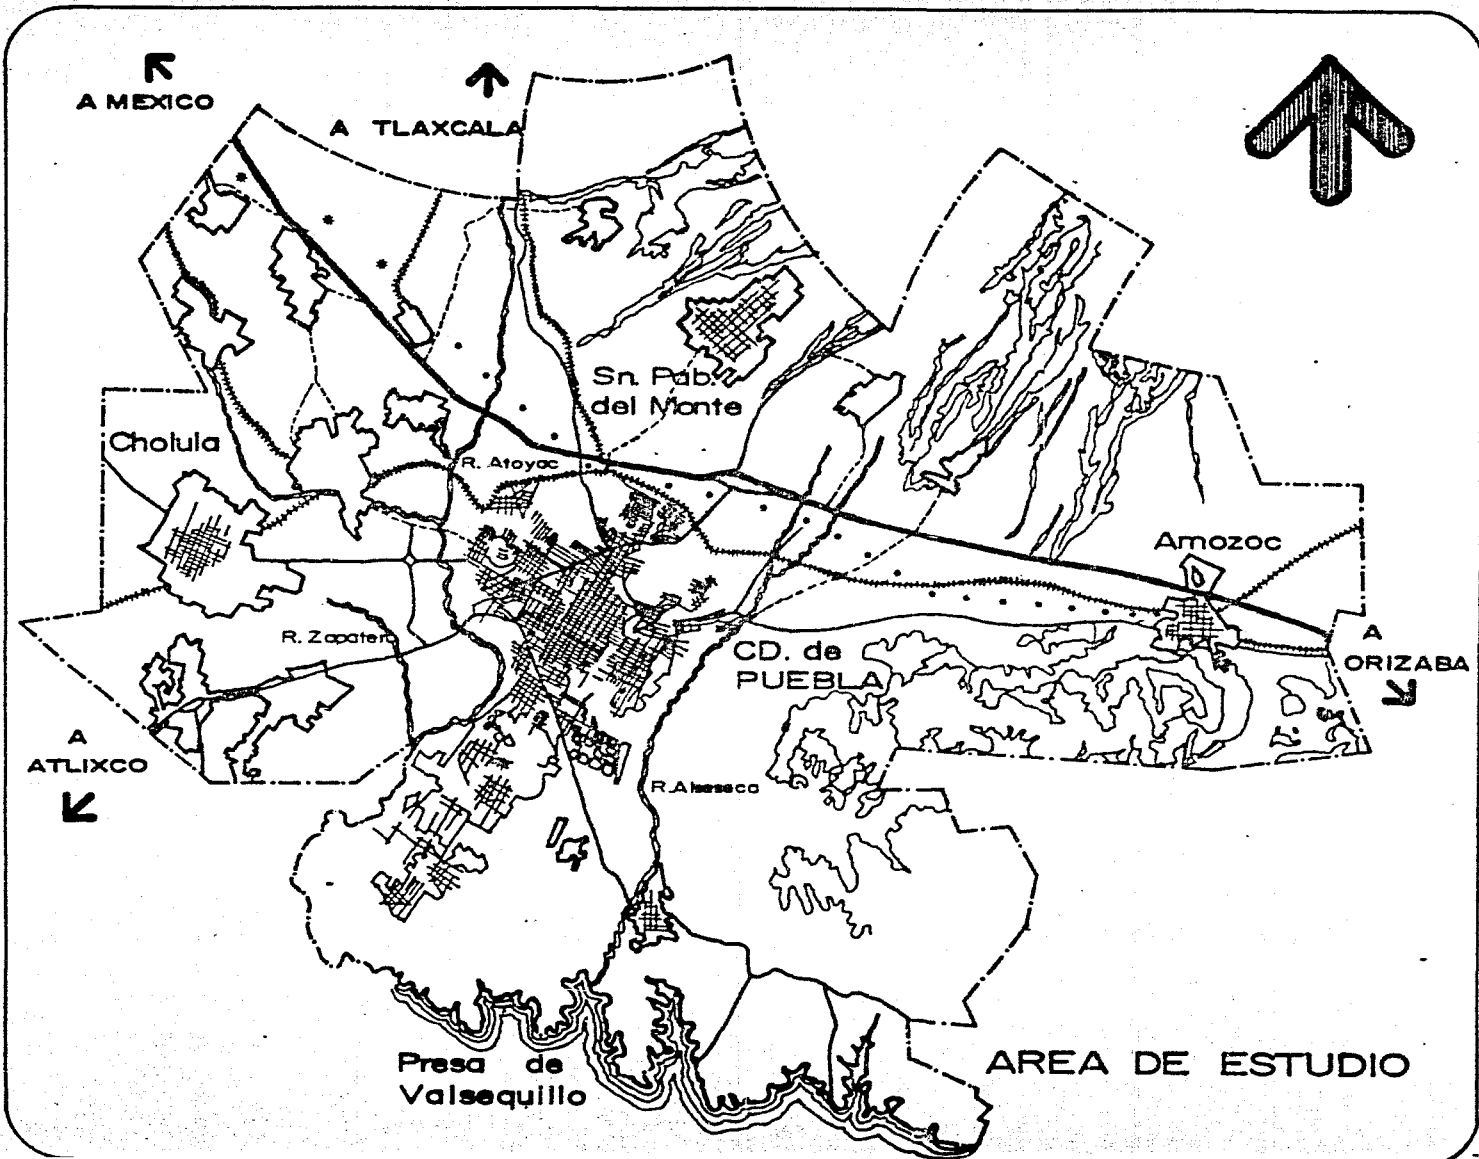 A MEXICO
A TLAXCALA
Sn. Pab.
del Monte
Cholula
R. Atoyac
Amozoc
R. Zapatero
CD. de
PUEBLA
A
ORIZABA
A
ATLIXCO
R. Alseseca
Presa de
Valsequillo
AREA DE ESTUDIO